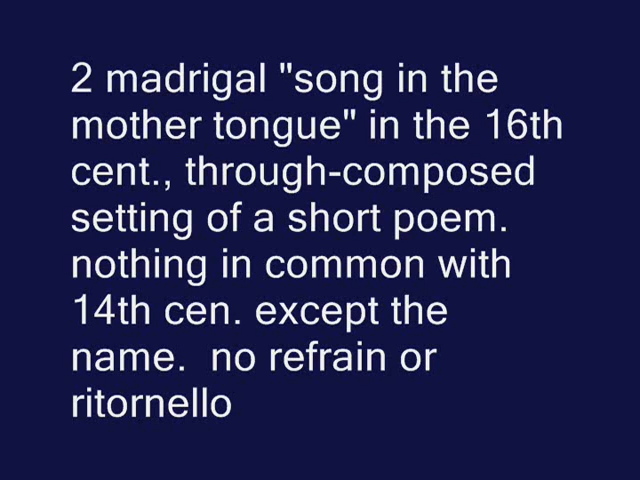 2 madrigal "song in the
mother tongue" in the 16th
cent., through-composed
setting of a short poem.
nothing in common with
14th cen. except the
name.  no refrain or
ritornello